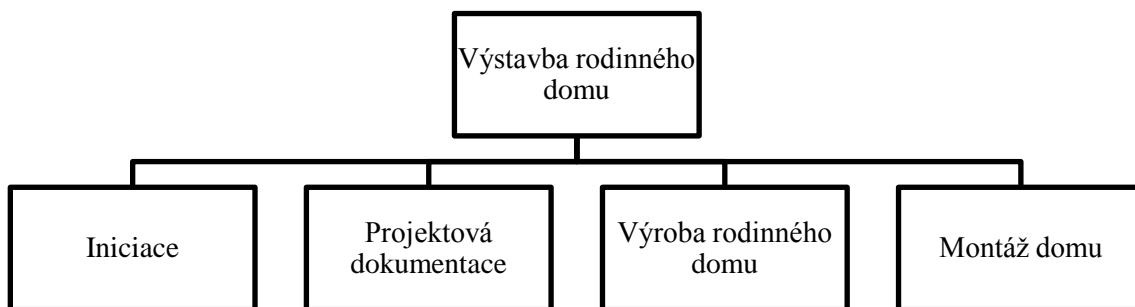 Výstavba rodinného
domu
Iniciace
Projektová
dokumentace
Výroba rodinného
domu
Montáž domu